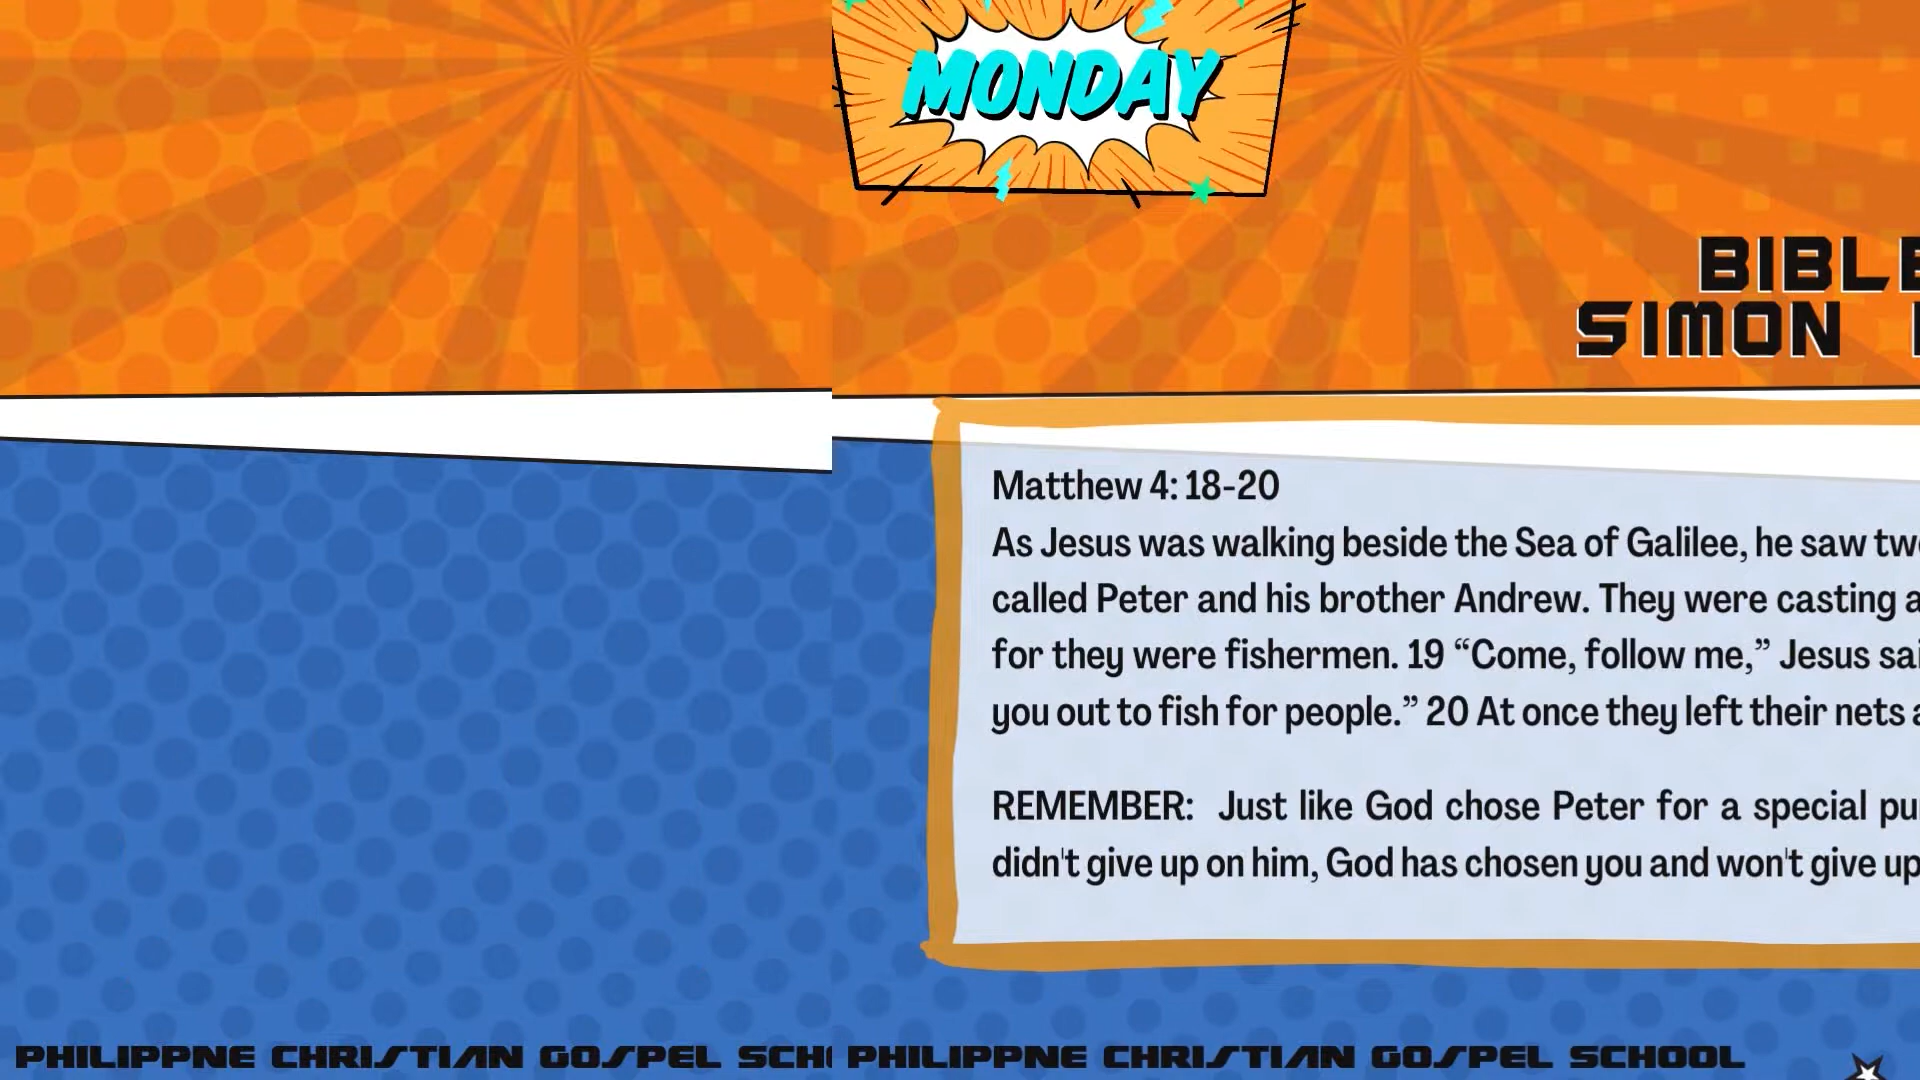 MONDAY
BIBLE
SIMON
Matthew 4: 18-20
As Jesus was walking beside the Sea of Galilee, he saw
called Peter and his brother Andrew. They were casting
for they were fishermen. 19 “Come, follow me,” Jesus
you out to fish for people.” 20 At once they left their nets
REMEMBER: Just like God chose Peter for a special
didn't give up on him, God has chosen you and won't give up
PHILIPPNE CHRISTIAN GOSPEL
PHILIPPNE CHRISTIAN GOSPEL SCHOOL